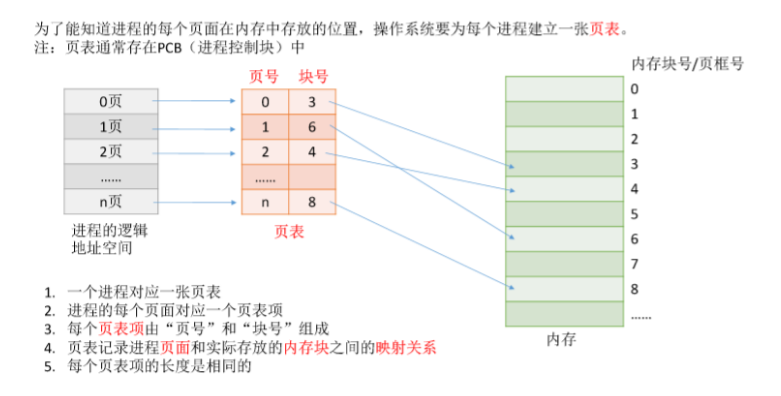 为了能知道进程的每个页面在内存中存放的位置，操作系统要为每个进程建立一张页表。
注：页表通常存在PCB（进程控制块）中
内存块号/页框号
页号 块号
0页
1页
2页
......
n页
0 3
1 6
2 4
......
n 8
0
1
2
3
4
5
6
7
8
......
进程的逻辑
地址空间
页表
内存
1. 一个进程对应一张页表
2. 进程的每个页面对应一个页表项
3. 每个页表项由“页号”和“块号”组成
4. 页表记录进程页面和实际存放的内存块之间的映射关系
5. 每个页表项的长度是相同的